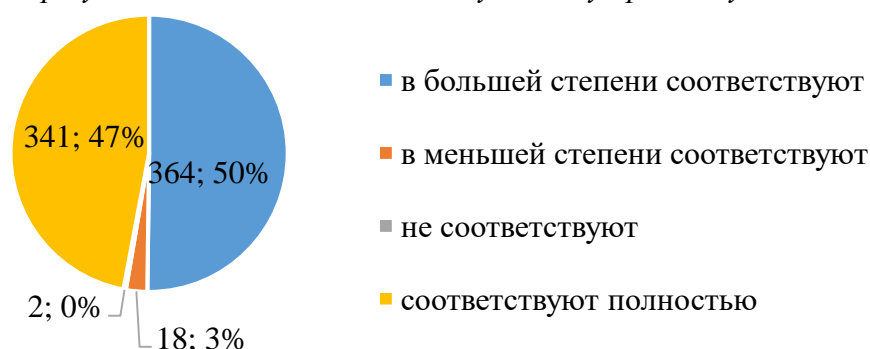 341; 47%
364; 50%
2; 0%
18; 3%
в большей степени соответствуют
в меньшей степени соответствуют
не соответствуют
соответствуют полностью